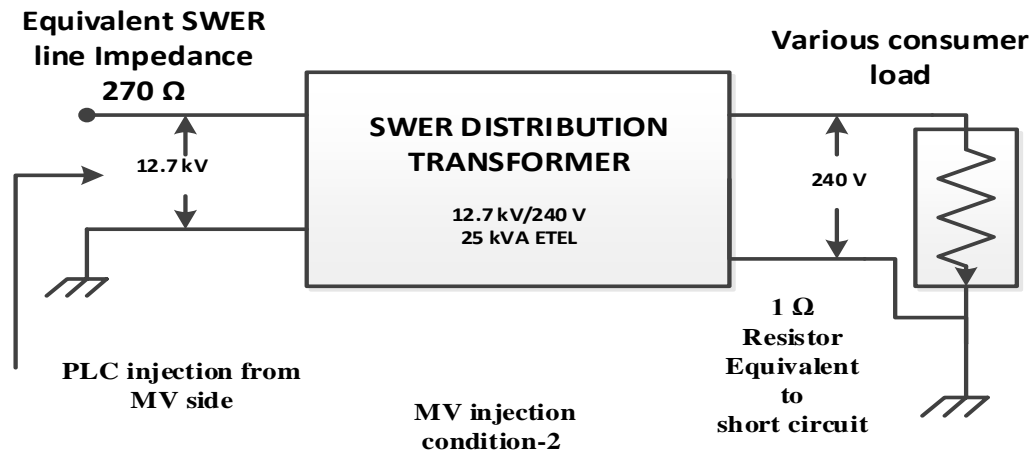 Equivalent SWER
line Impedance
270 Ω
12.7 kV
SWER DISTRIBUTION
TRANSFORMER
12.7 kV/240 V
25 kVA ETEL
240 V
Various consumer
load
PLC injection from
MV side
MV injection
condition-2
1 Ω
Resistor
Equivalent
to
short circuit